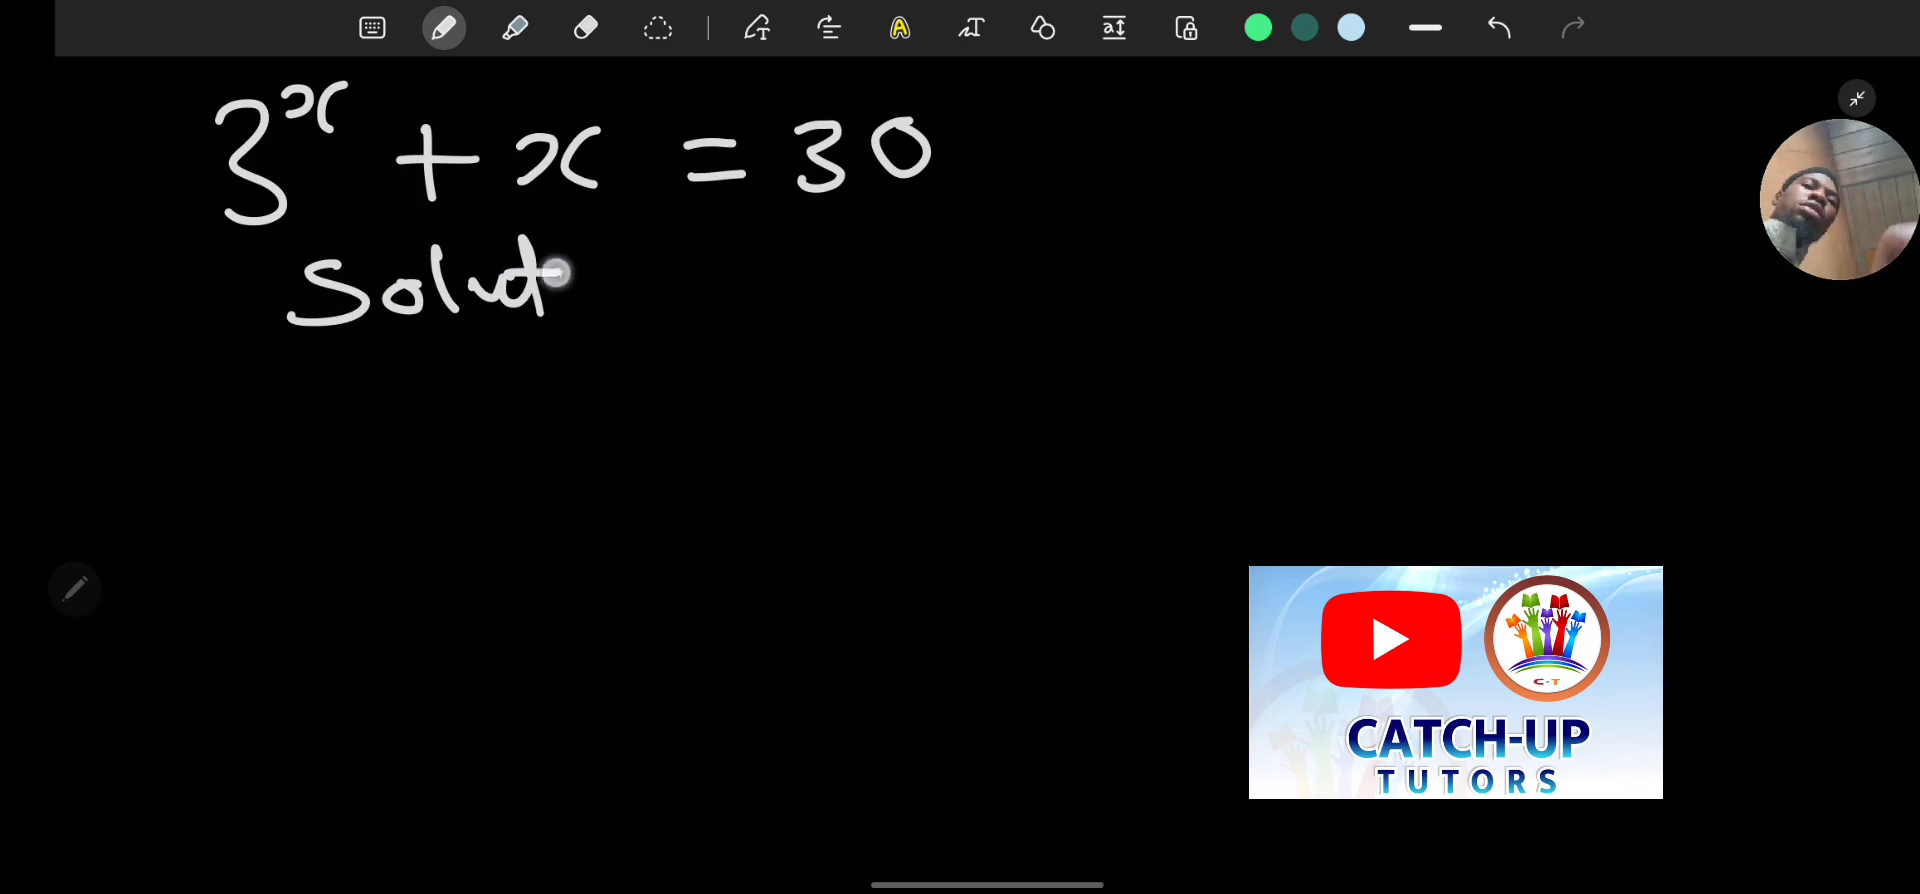 3^x + x = 30
Solut
C-T
CATCH-UP
TUTORS